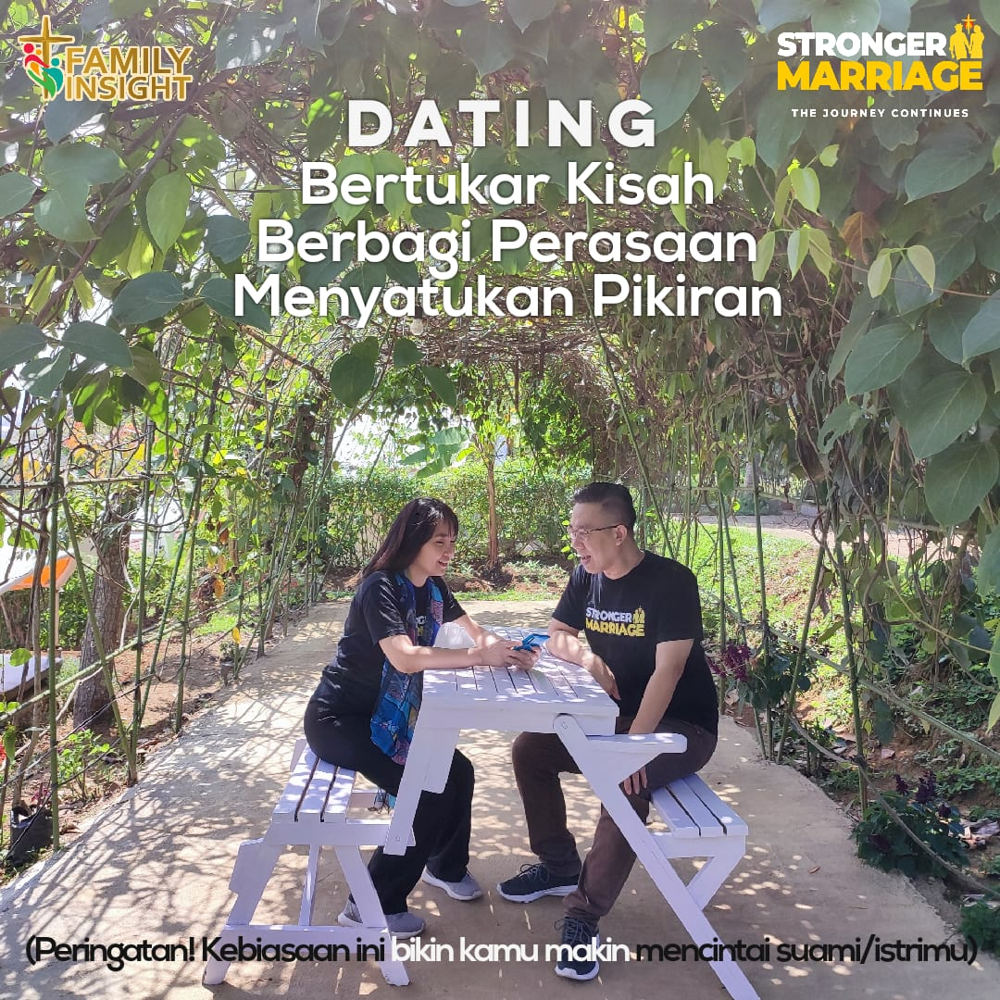 FAMILY
INSIGHT
STRONGER
MARRIAGE
THE JOURNEY CONTINUES
DATING
Bertukar Kisah
Berbagi Perasaan
Menyatukan Pikiran
STRONGER
MARRIAGE
(Peringatan! Kebiasaan ini bikin kamu makin mencintai suami/istrimu)